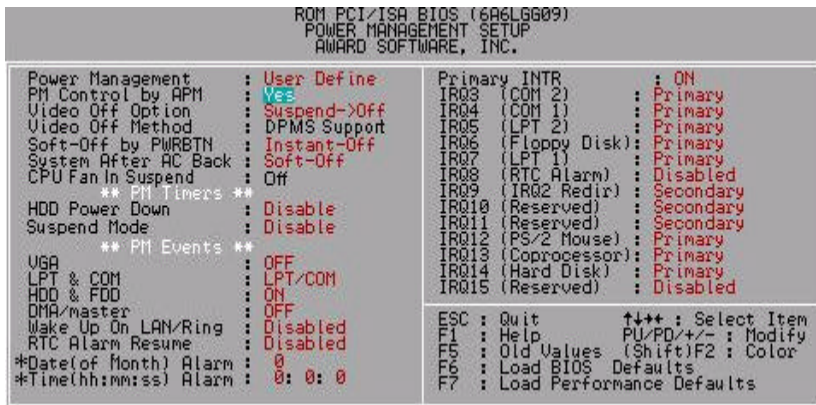 ROM PCI/ISA BIOS (6A6LGG09)
POWER MANAGEMENT SETUP
AWARD SOFTWARE, INC.
Power Management : User Define
PM Control by APM : Yes
Video Off Option : Suspend->Off
Video Off Method : DPMS Support
Soft-Off by PWRBTN : Instant-Off
System After AC Back : Soft-Off
CPU Fan In Suspend : Off
** PM Timers **
HDD Power Down : Disable
Suspend Mode : Disable
** PM Events **
VGA : OFF
LPT & COM : LPT/COM
HDD & FDD : ON
DMA/master : OFF
Wake Up On LAN/Ring : Disabled
RTC Alarm Resume : Disabled
*Date(of Month) Alarm : 0
*Time(hh:mm:ss) Alarm : 0: 0: 0
Primary INTR : ON
IRQ3 (COM 2) : Primary
IRQ4 (COM 1) : Primary
IRQ5 (LPT 2) : Primary
IRQ6 (Floppy Disk): Primary
IRQ7 (LPT 1) : Primary
IRQ8 (RTC Alarm) : Disabled
IRQ9 (IRQ2 Redir) : Secondary
IRQ10 (Reserved) : Secondary
IRQ11 (Reserved) : Secondary
IRQ12 (PS/2 Mouse) : Primary
IRQ13 (Coprocessor): Primary
IRQ14 (Hard Disk) : Primary
IRQ15 (Reserved) : Disabled
ESC : Quit ↑↓→← : Select Item
F1 : Help PU/PD/+/- : Modify
F5 : Old Values (Shift)F2 : Color
F6 : Load BIOS Defaults
F7 : Load Performance Defaults